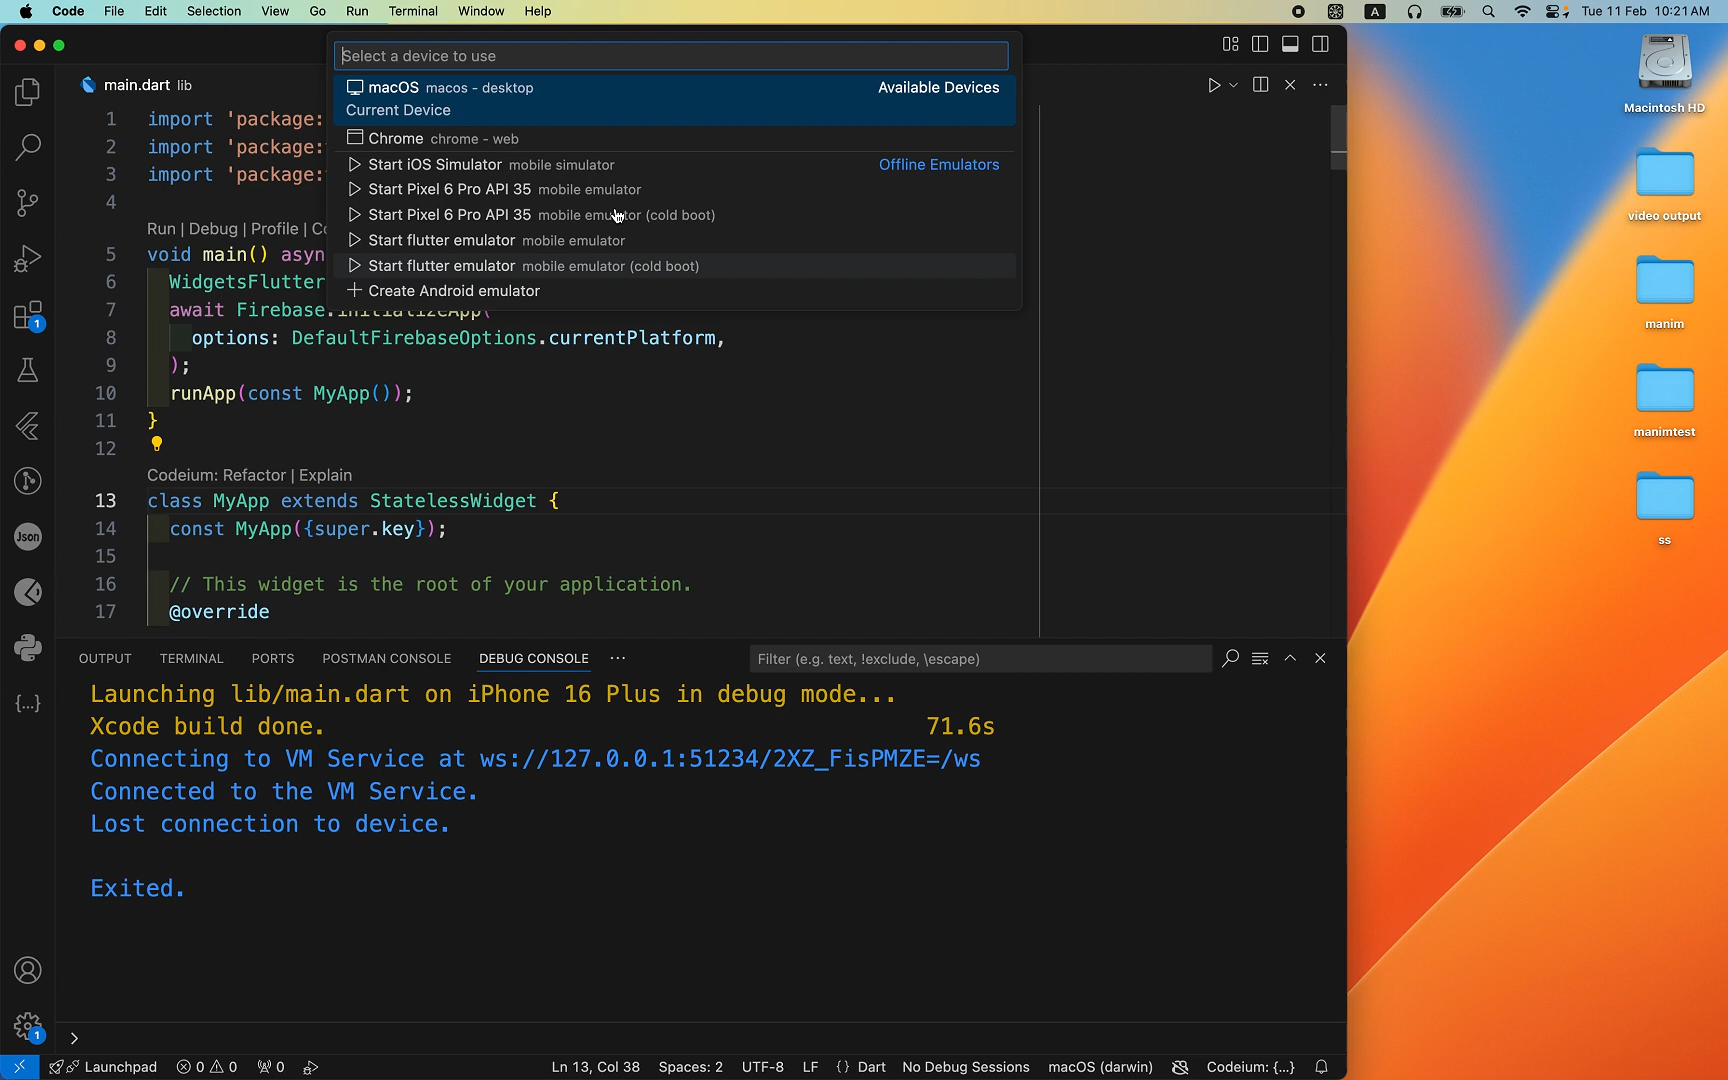 Code File Edit Selection View Go Run Terminal Window Help
A
Tue 11 Feb 10:21 AM
Select a device to use
macOS macos - desktop Available Devices
Current Device
Chrome chrome - web
Start iOS Simulator mobile simulator Offline Emulators
Start Pixel 6 Pro API 35 mobile emulator
Start Pixel 6 Pro API 35 mobile emulator (cold boot)
Start flutter emulator mobile emulator
Start flutter emulator mobile emulator (cold boot)
Create Android emulator
main.dart lib
1 import 'package:
2 import 'package:
3 import 'package:
4
Run | Debug | Profile |
5 void main() asyn
6 WidgetsFlutter
7 await Firebase.initializeApp(
8 options: DefaultFirebaseOptions.currentPlatform,
9 );
10 runApp(const MyApp());
11 }
12
Codeium: Refactor | Explain
13 class MyApp extends StatelessWidget {
14 const MyApp({super.key});
15
16 // This widget is the root of your application.
17 @override
OUTPUT TERMINAL PORTS POSTMAN CONSOLE DEBUG CONSOLE
Filter (e.g. text, !exclude, \escape)
Launching lib/main.dart on iPhone 16 Plus in debug mode...
Xcode build done. 71.6s
Connecting to VM Service at ws://127.0.0.1:51234/2XZ_FisPMZE=/ws
Connected to the VM Service.
Lost connection to device.
Exited.
1
Json
{...}
1
Launchpad 0 0 0
Ln 13, Col 38 Spaces: 2 UTF-8 LF {} Dart No Debug Sessions macOS (darwin) Codeium: {...}
Macintosh HD
video output
manim
manimtest
ss